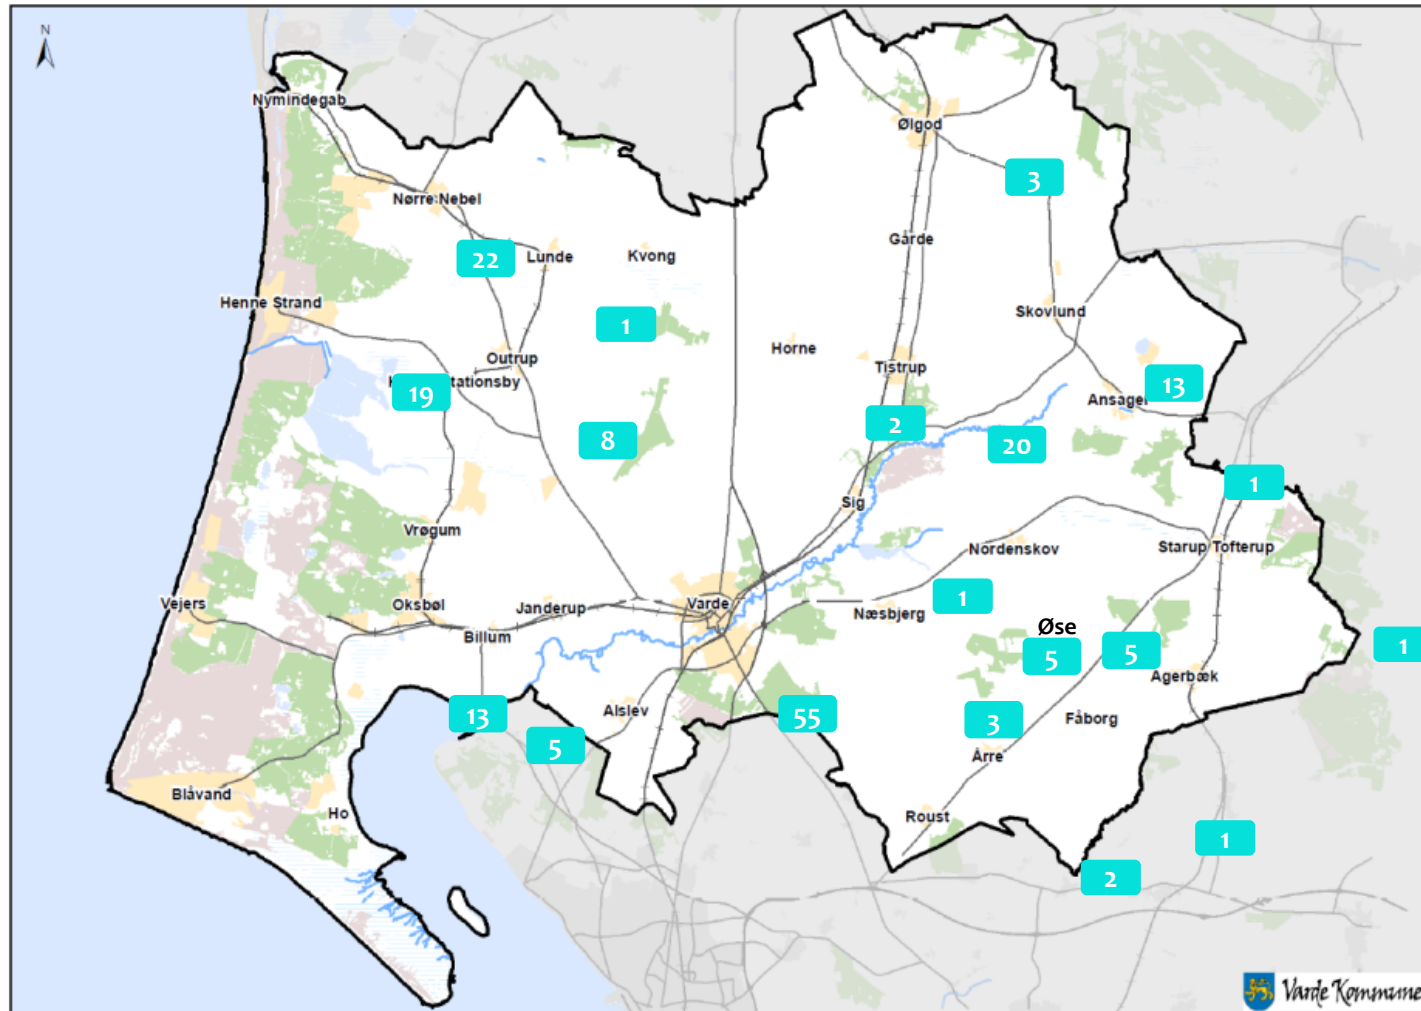 N
Nymindegab
Ølgod
3
Nørre Nebel
Gårde
22
Lunde
Kvong
Henne Strand
Skovlund
1
Horne
Outrup
Tistrup
19
tationsby
13
Ansager
2
8
20
1
Sig
Vrøgum
Nordenskov
Starup Tofterup
Vejers
Oksbøl
Janderup
Varde
1
Næsbjerg
Billum
Øse
5
5
1
Agerbæk
13
Alslev
55
3
Fåborg
5
Årre
Blåvand
Ho
Roust
1
2
Varde Kommune